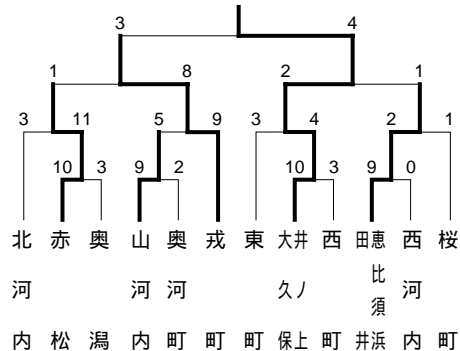 3 4
1 8 2 1
3 11 5 9 3 4 2 1
10 3 9 2 10 3 9 0
北河内
赤松
奥潟
山河内
奥河町
戎町
東町
大久保
井ノ上
西町
田井
恵比須浜
西河内
桜町